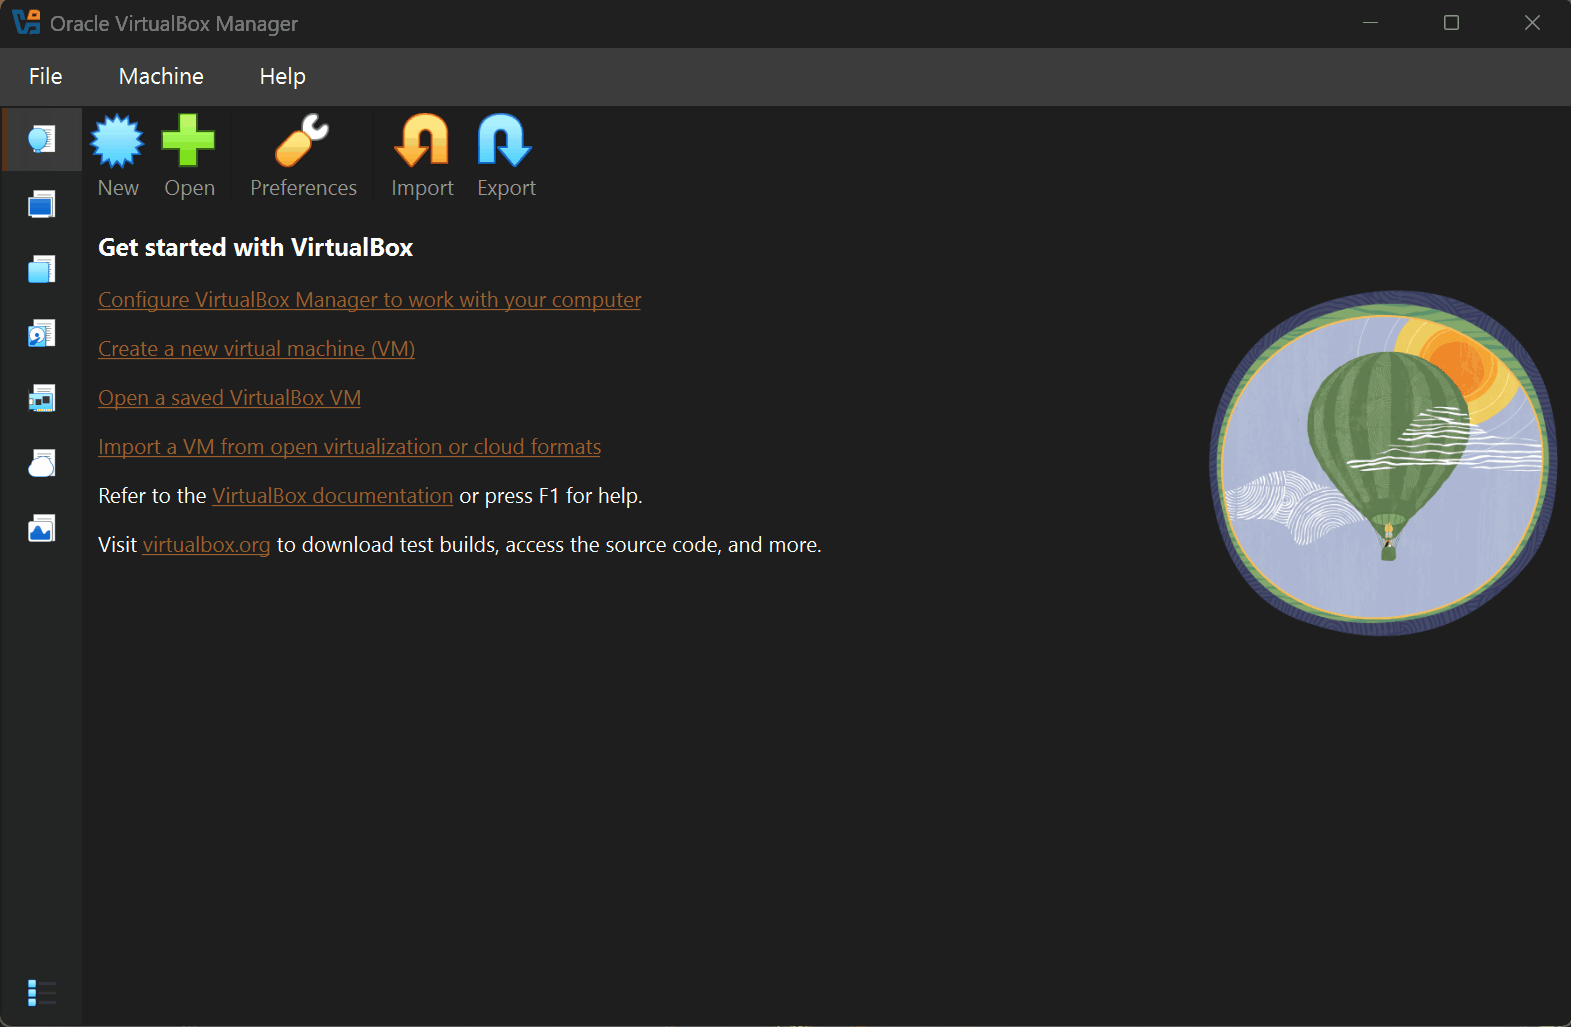 Oracle VirtualBox Manager
File Machine Help
New Open Preferences Import Export
Get started with VirtualBox
Configure VirtualBox Manager to work with your computer
Create a new virtual machine (VM)
Open a saved VirtualBox VM
Import a VM from open virtualization or cloud formats
Refer to the VirtualBox documentation or press F1 for help.
Visit virtualbox.org to download test builds, access the source code, and more.